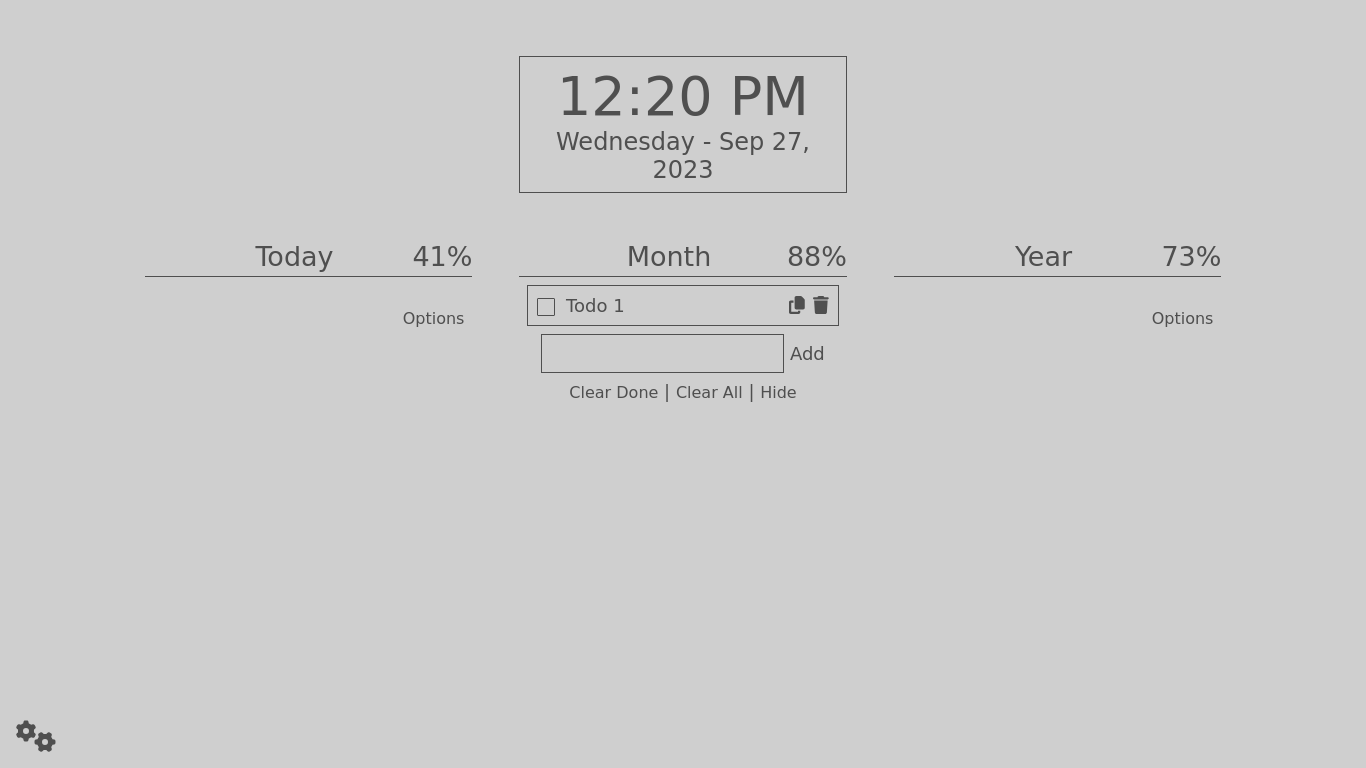 12:20 PM
Wednesday - Sep 27,
2023
Today 41%
Options
Month 88%
Todo 1
Add
Clear Done | Clear All | Hide
Year 73%
Options